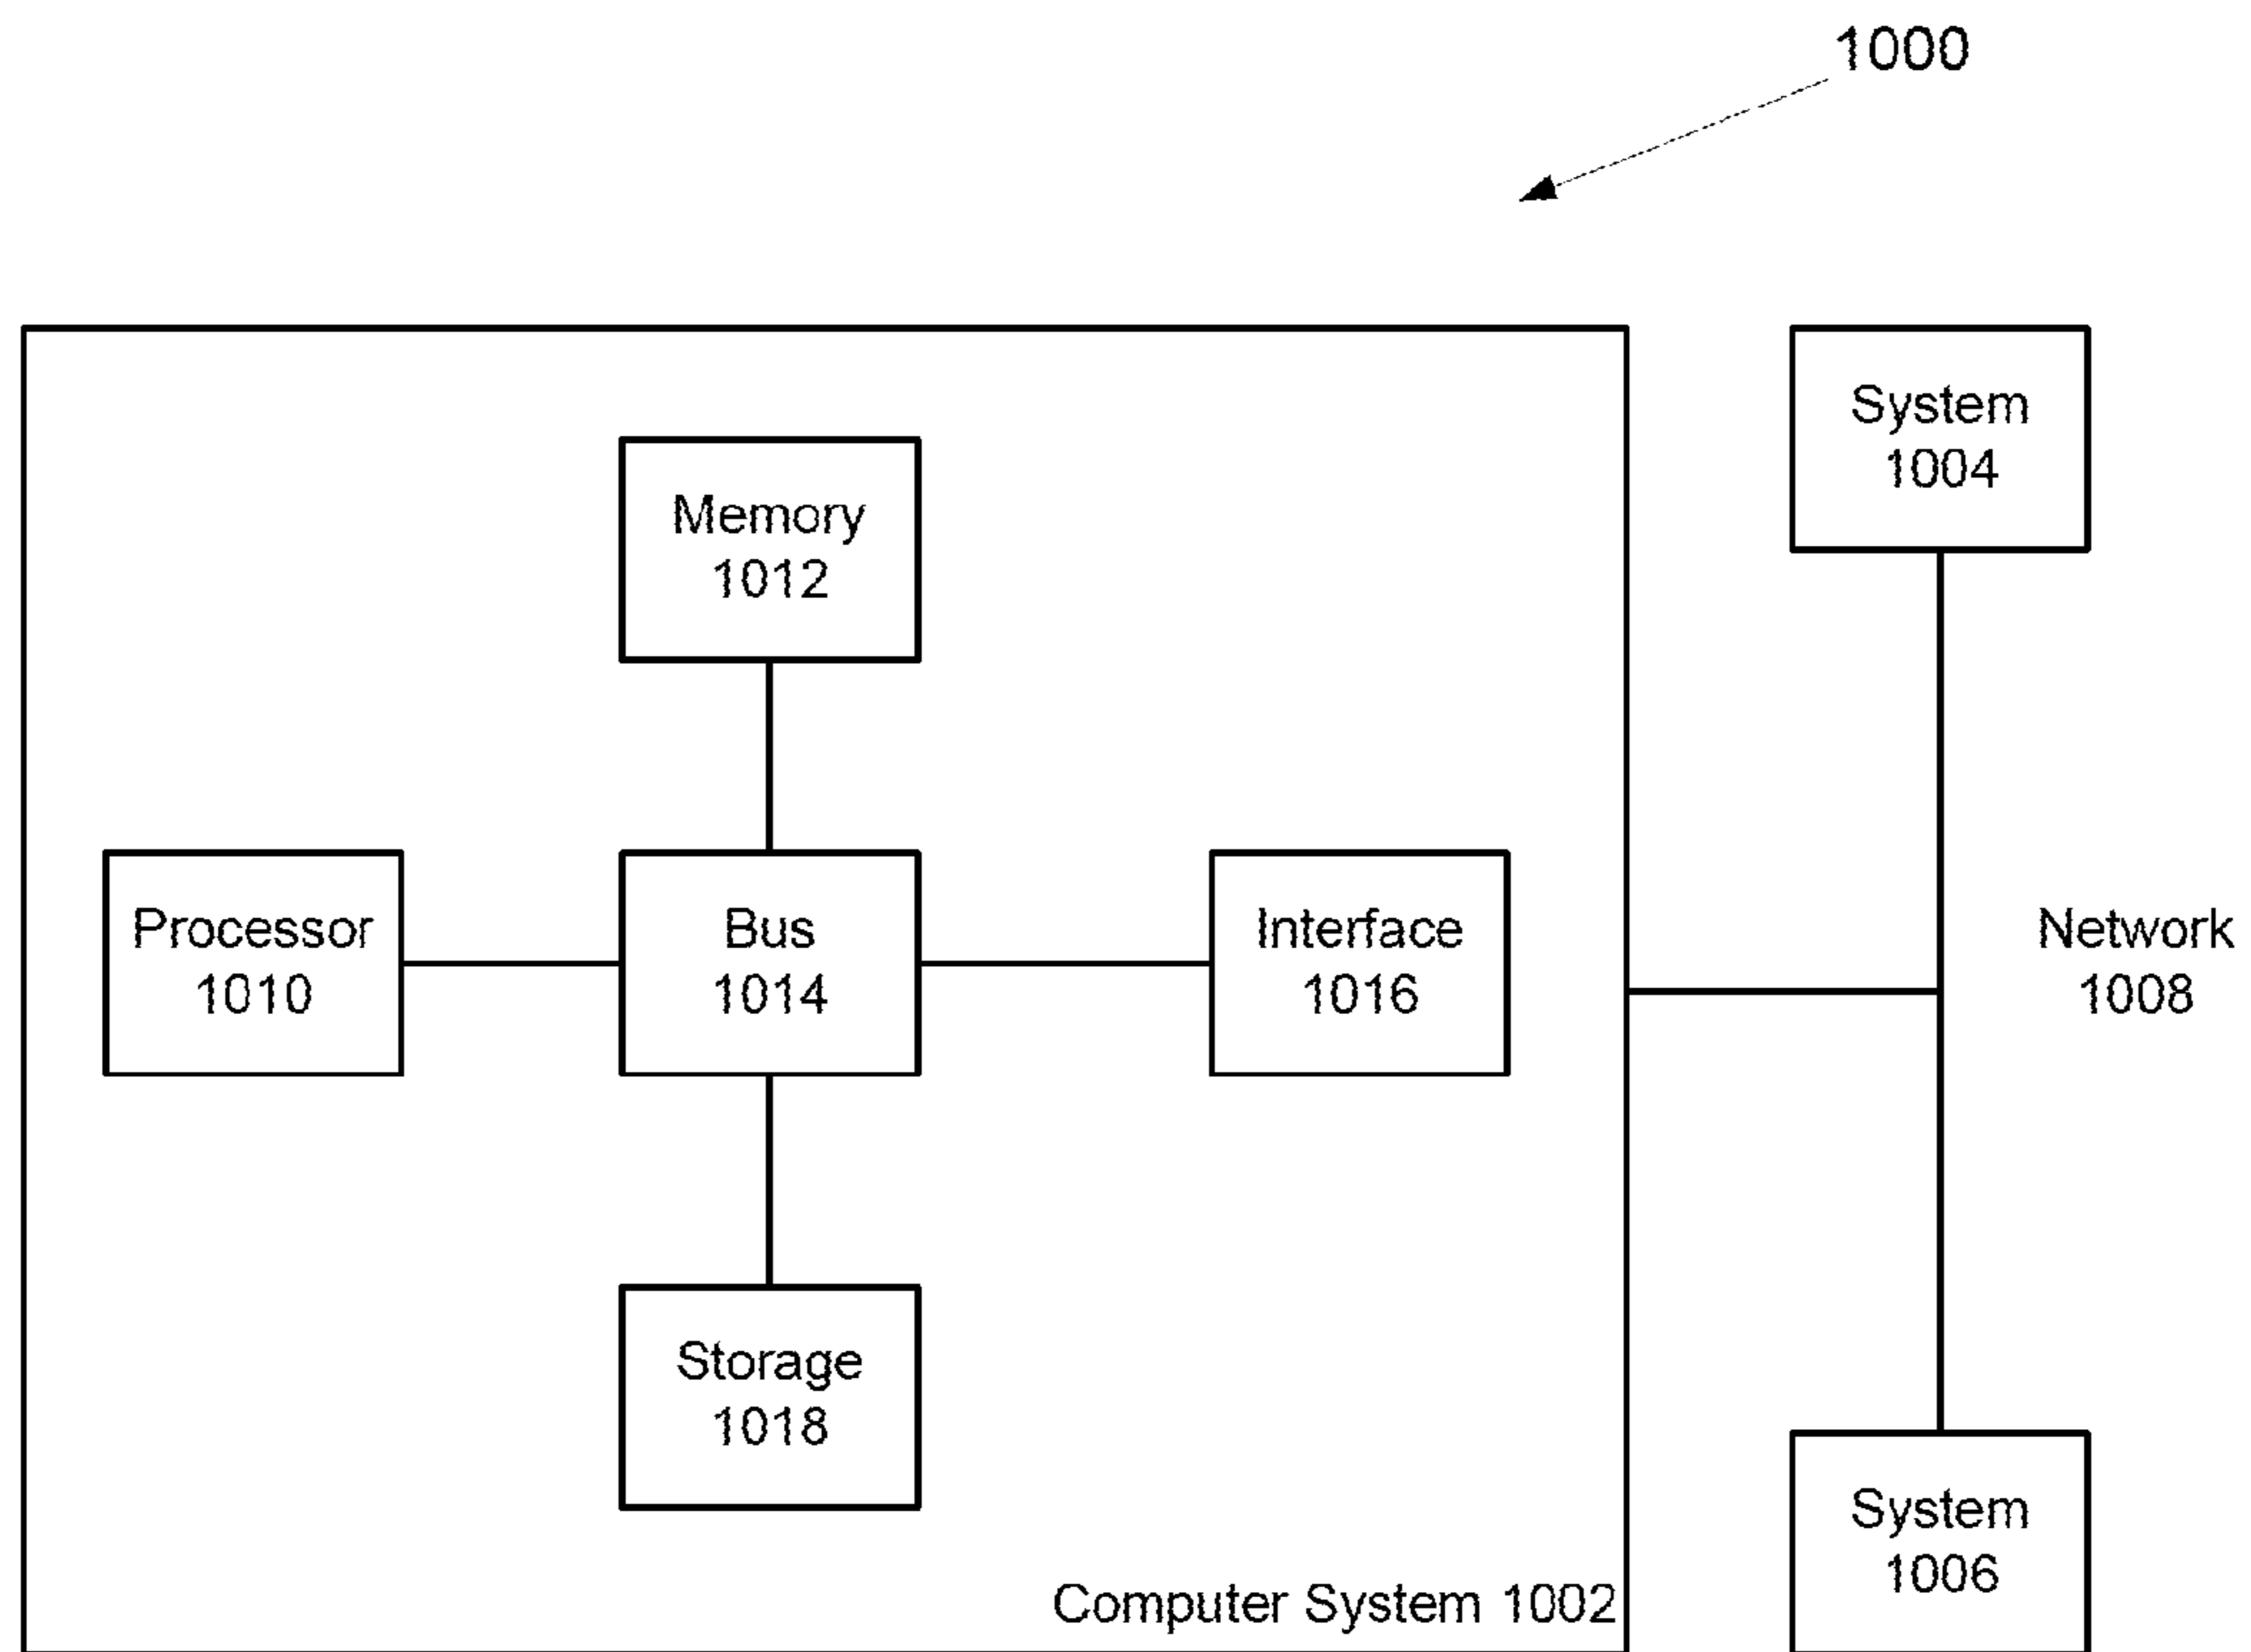 1000
System
1004
Memory
1012
Processor
1010
Bus
1014
Interface
1016
Network
1008
Storage
1018
System
1006
Computer System 1002